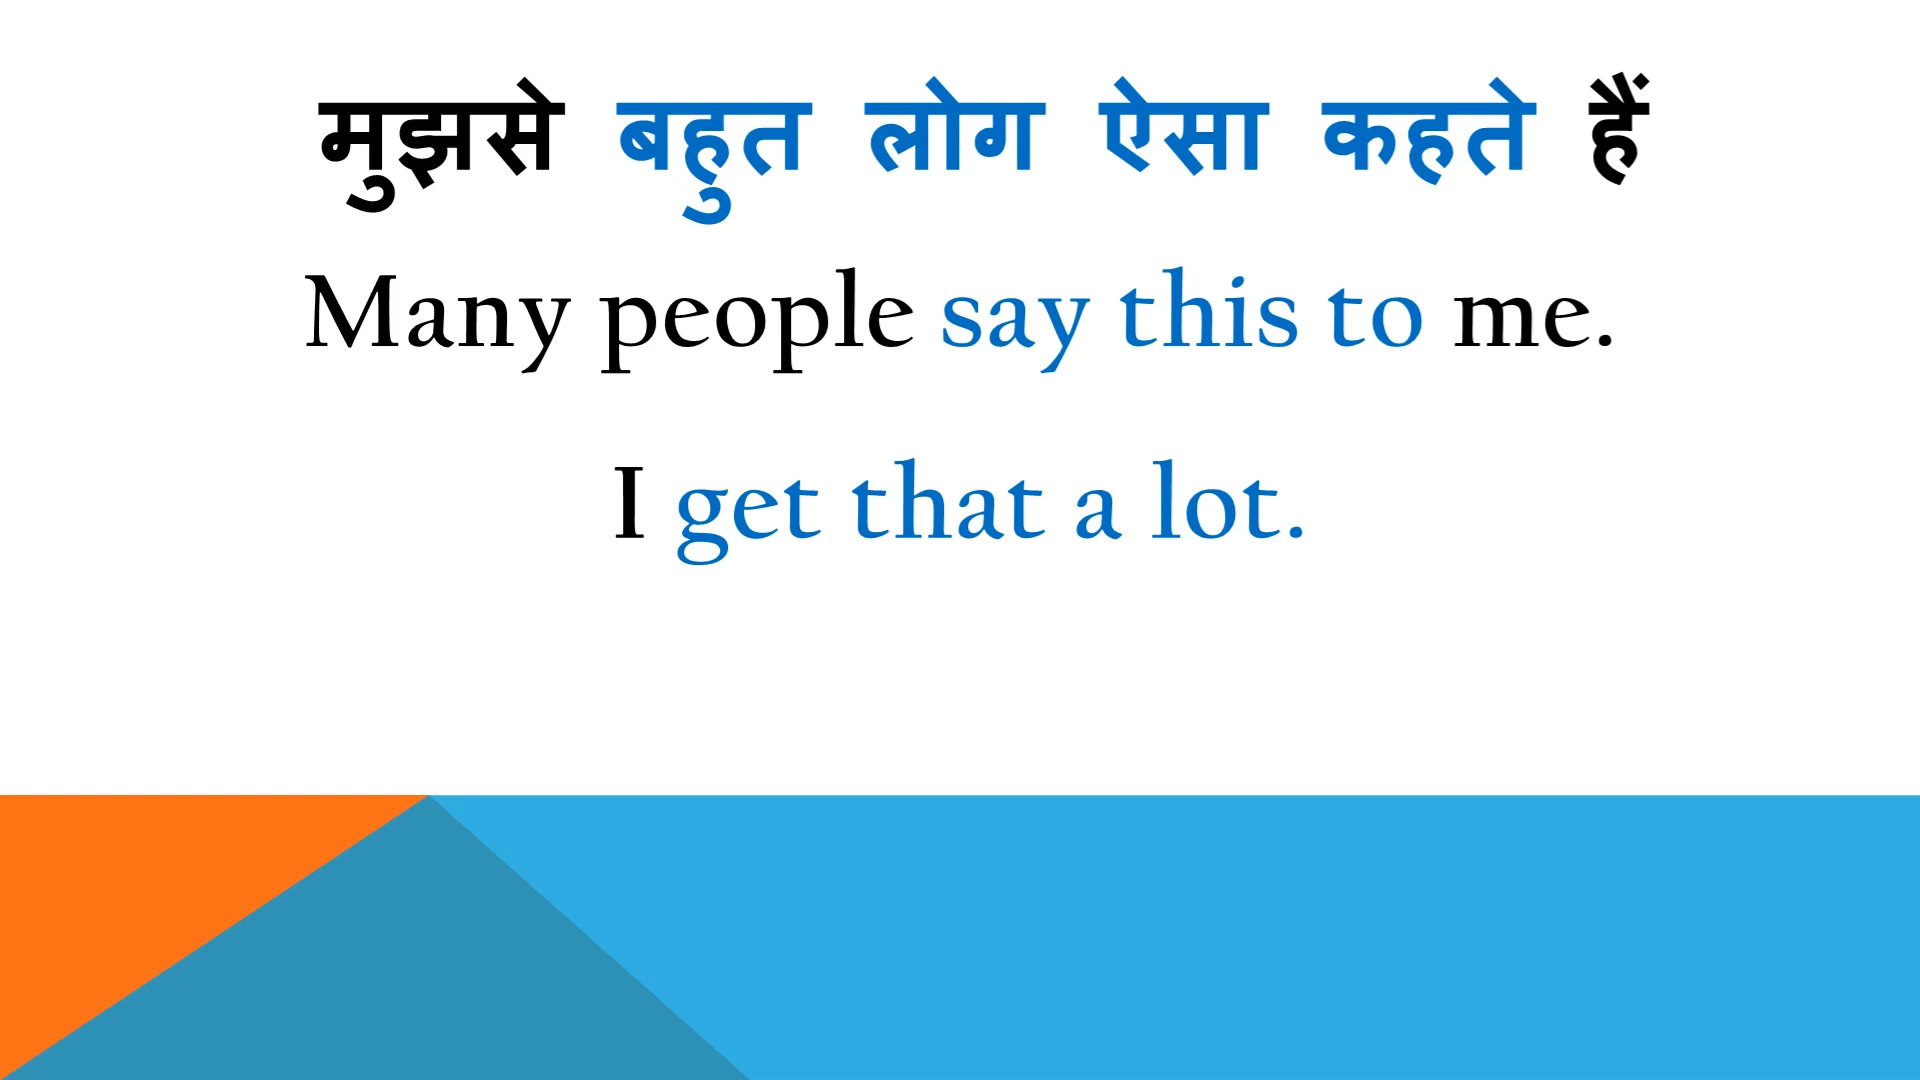 मुझसे बहुत लोग ऐसा कहते हैं
Many people say this to me.
I get that a lot.